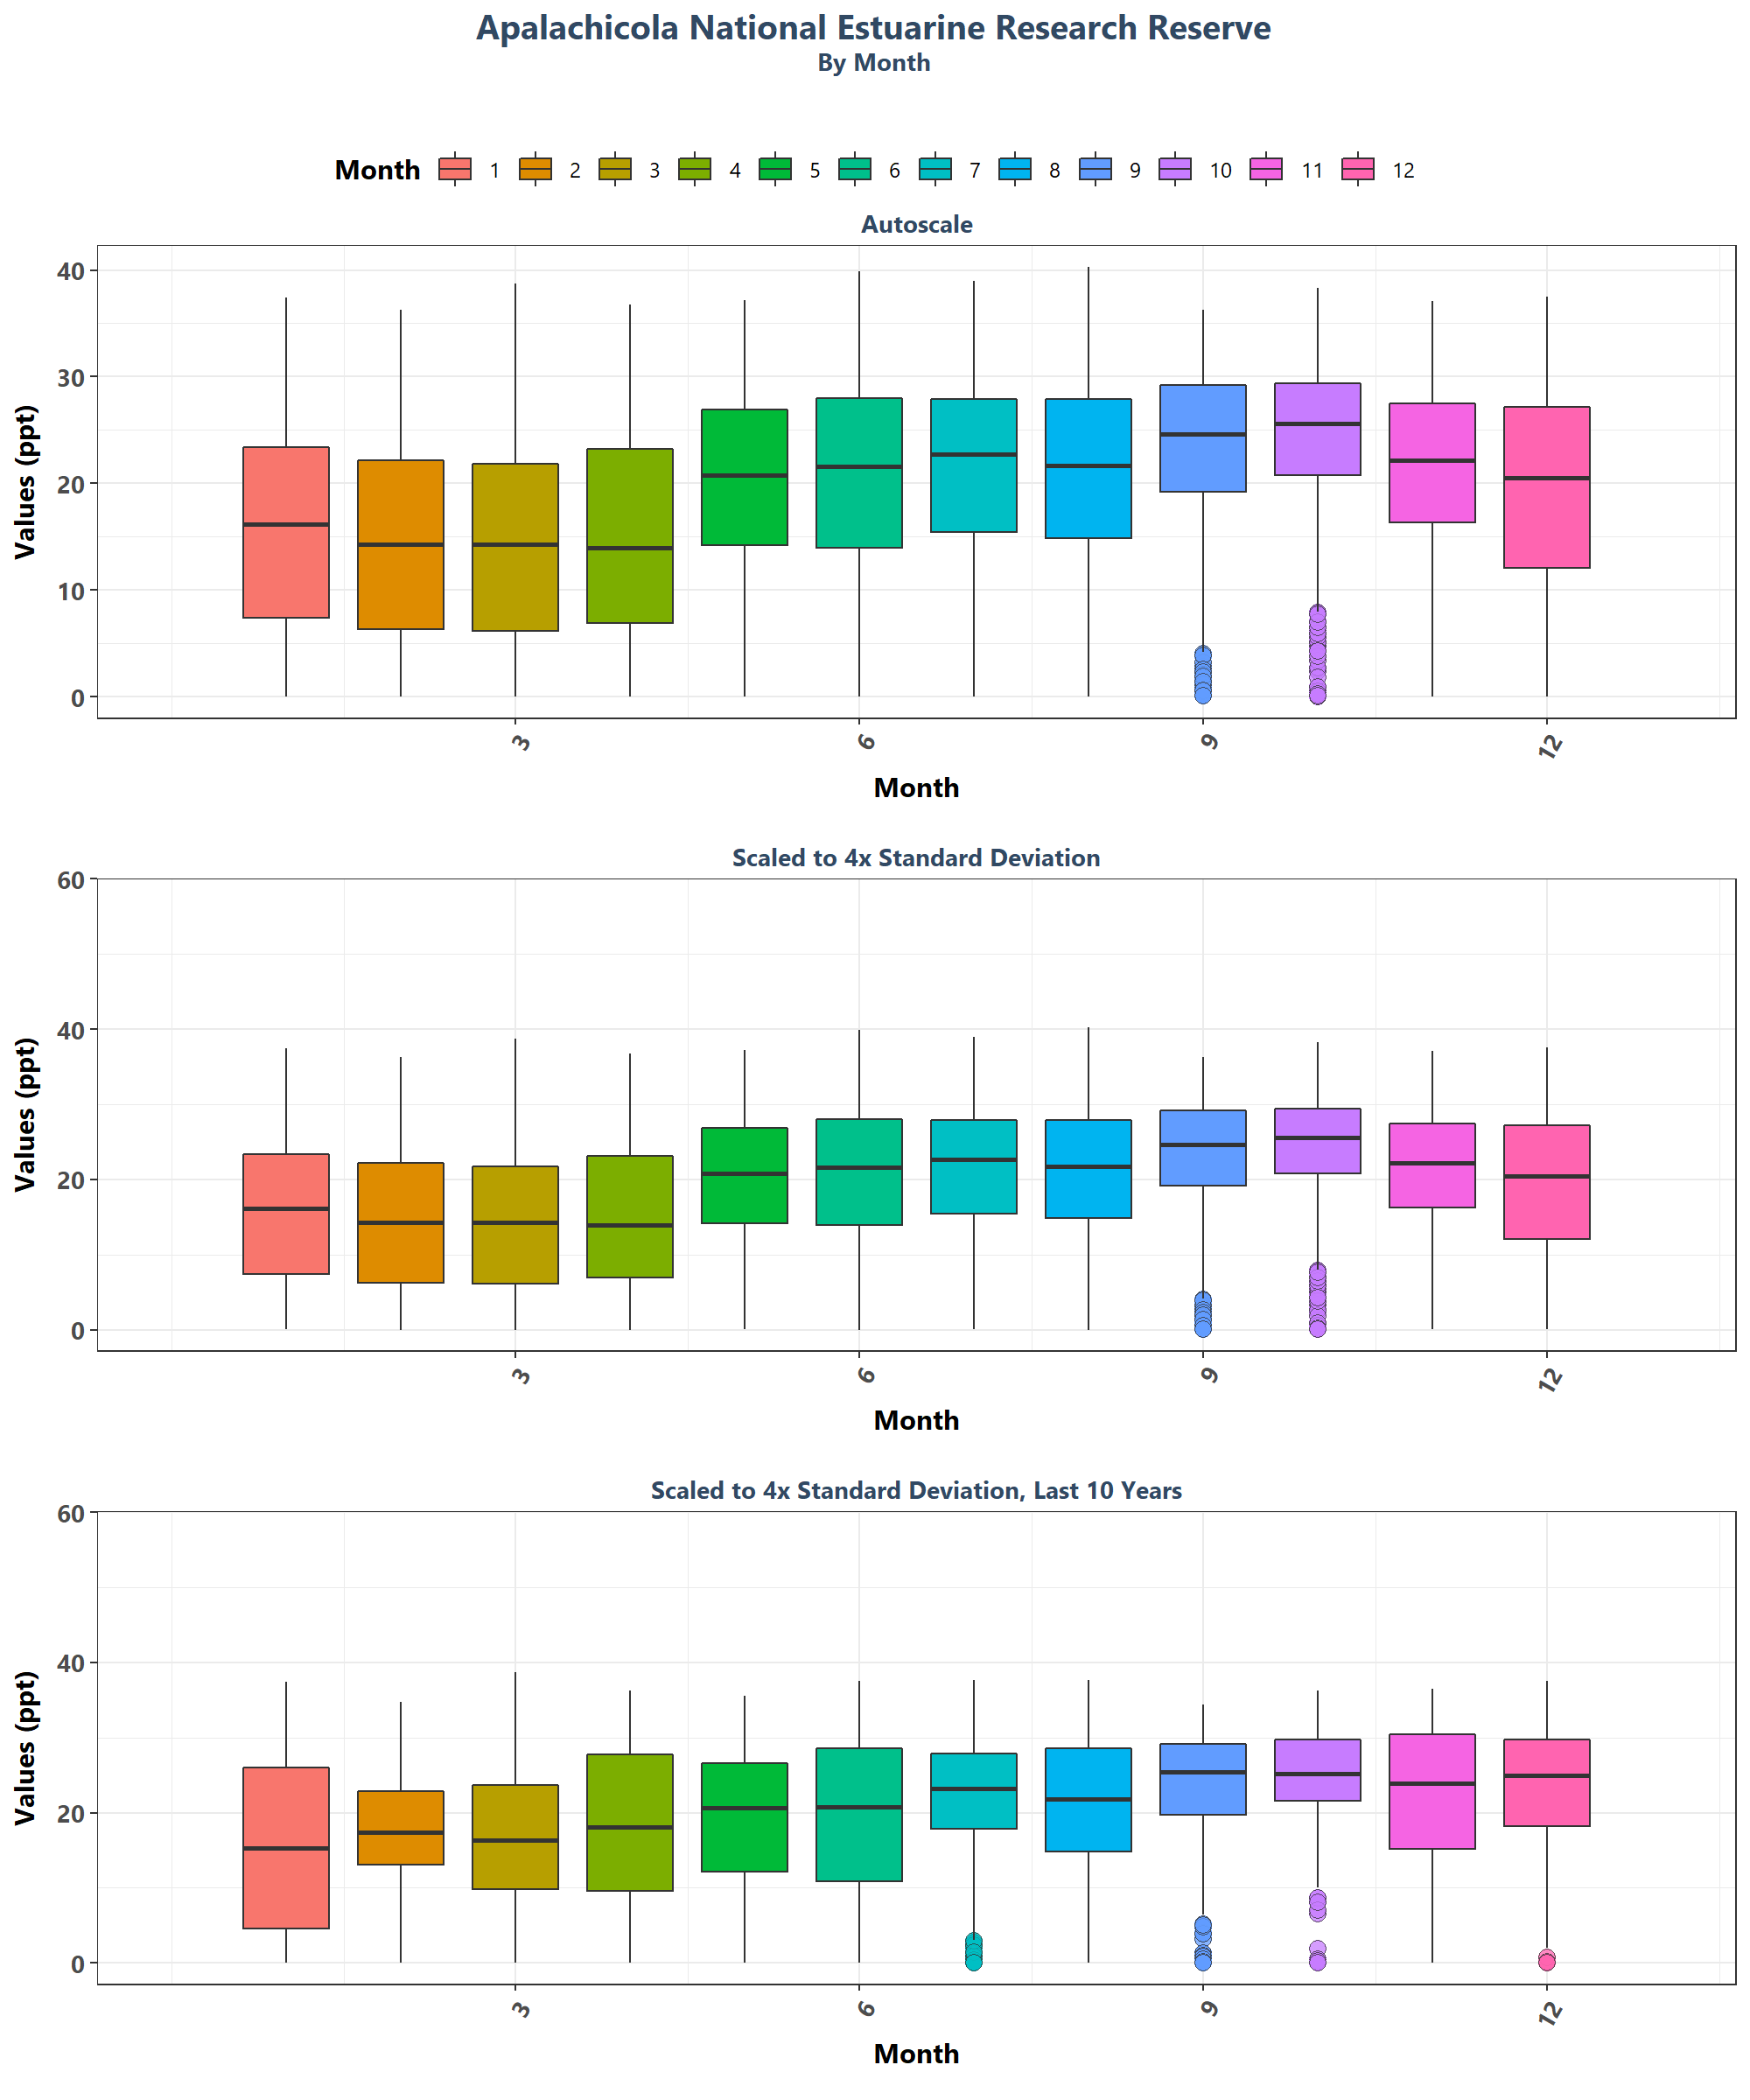 Apalachicola National Estuarine Research Reserve
By Month
Month 1 2 3 4 5 6 7 8 9 10 11 12
Autoscale
Values (ppt)
40
30
20
10
0
3 6 9 12
Month
Scaled to 4x Standard Deviation
Values (ppt)
60
40
20
0
3 6 9 12
Month
Scaled to 4x Standard Deviation, Last 10 Years
Values (ppt)
60
40
20
0
3 6 9 12
Month